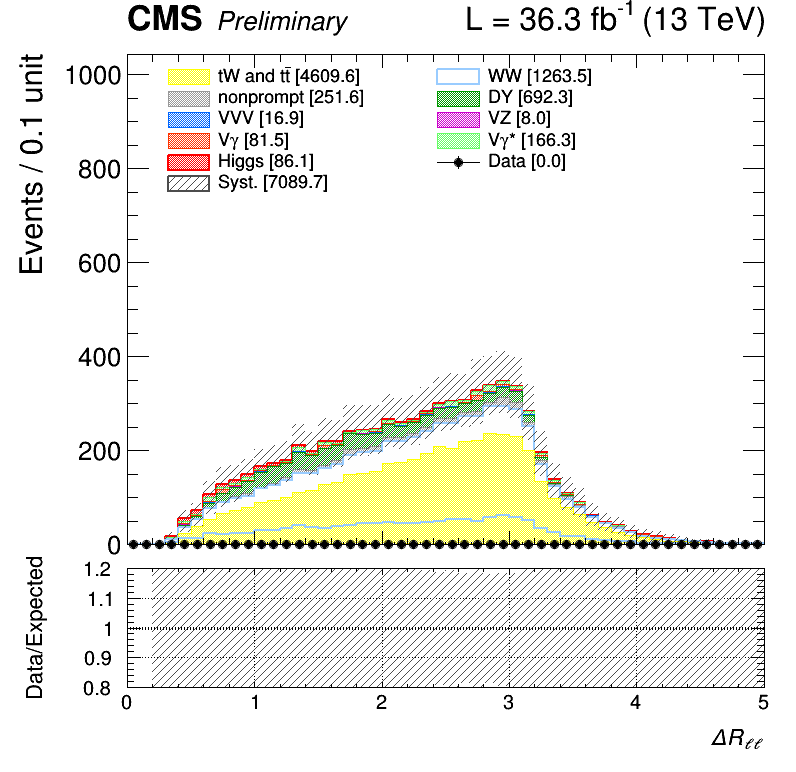 CMS Preliminary L = 36.3 fb⁻¹ (13 TeV)
Events / 0.1 unit
1000
800
600
400
200
0
tW and tt̄ [4609.6]
nonprompt [251.6]
VVV [16.9]
Vγ [81.5]
Higgs [86.1]
Syst. [7089.7]
WW [1263.5]
DY [692.3]
VZ [8.0]
Vγ* [166.3]
Data [0.0]
Data/Expected
1.2
1.1
1
0.9
0.8
0 1 2 3 4 5
ΔR_ℓℓ